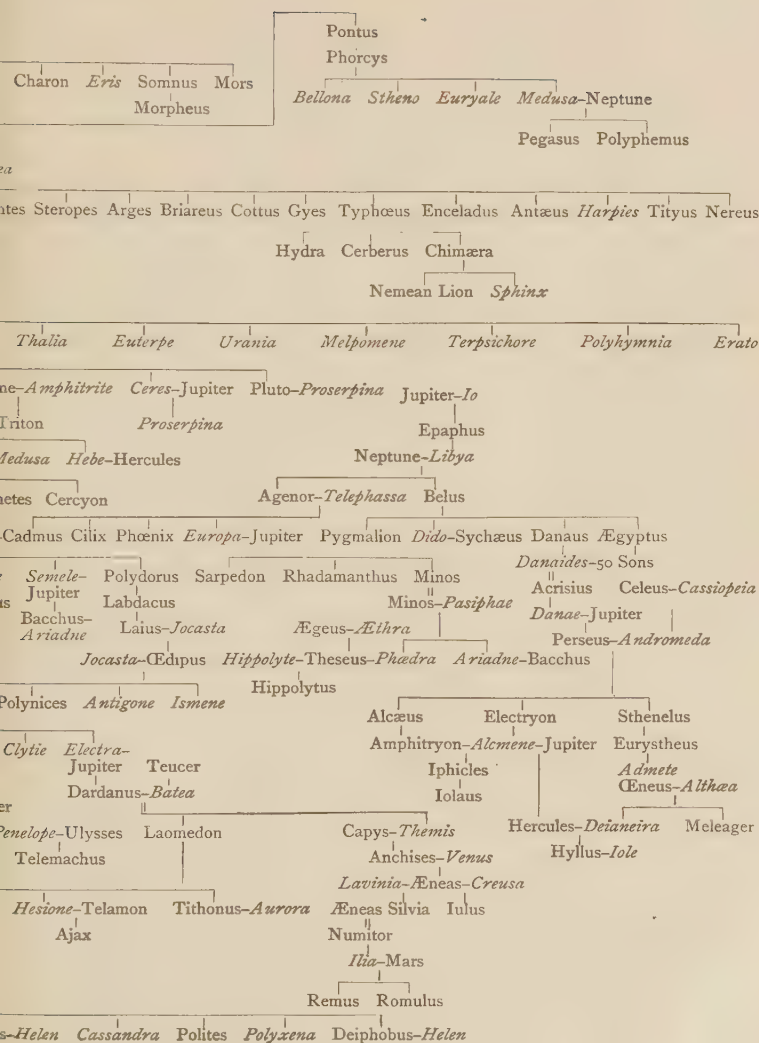 Pontus
Phorcys
Charon Eris Somnus Mors
Morpheus
Bellona Stheno Euryale Medusa–Neptune
Pegasus Polyphemus
ea
ntes Steropes Arges Briareus Cottus Gyes Typhœus Enceladus Antæus Harpies Tityus Nereus
Hydra Cerberus Chimæra
Nemean Lion Sphinx
Thalia Euterpe Urania Melpomene Terpsichore Polyhymnia Erato
ne–Amphitrite Ceres–Jupiter Pluto–Proserpina Jupiter–Io
Triton Proserpina Epaphus
Medusa Hebe–Hercules Neptune–Libya
netes Cercyon Agenor–Telephassa Belus
–Cadmus Cilix Phœnix Europa–Jupiter Pygmalion Dido–Sychæus Danaus Ægyptus
Danaides–50 Sons
Semele– Polydorus Sarpedon Rhadamanthus Minos
Jupiter Labdacus Minos–Pasiphae Acrisius Celeus–Cassiopeia
us
Bacchus– Laius–Jocasta Ægeus–Æthra Danae–Jupiter
Ariadne Perseus–Andromeda
Jocasta–Œdipus Hippolyte–Theseus–Phædra Ariadne–Bacchus
Hippolytus
Polynices Antigone Ismene
Alcæus Electryon Sthenelus
Clytie Electra– Amphitryon–Alcmene–Jupiter Eurystheus
Jupiter Teucer Iphicles Admete
Dardanus–Batea Iolaus Œneus–Althæa
er
Penelope–Ulysses Laomedon Capys–Themis Hercules–Deianeira Meleager
Telemachus Anchises–Venus Hyllus–Iole
Lavinia–Æneas–Creusa
Hesione–Telamon Tithonus–Aurora Æneas Silvia Iulus
Ajax Numitor
Ilia–Mars
Remus Romulus
s–Helen Cassandra Polites Polyxena Deiphobus–Helen